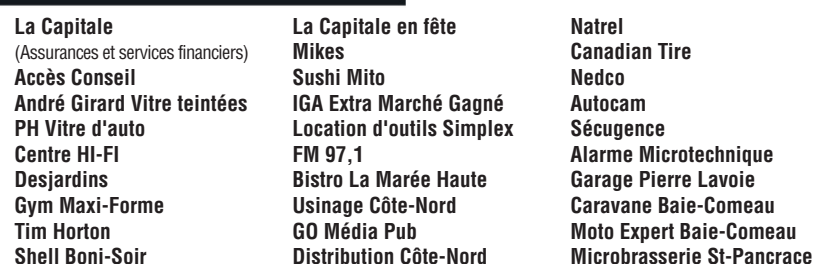 La Capitale
(Assurances et services financiers)
Accès Conseil
André Girard Vitre teintées
PH Vitre d'auto
Centre HI-FI
Desjardins
Gym Maxi-Forme
Tim Horton
Shell Boni-Soir
La Capitale en fête
Mikes
Sushi Mito
IGA Extra Marché Gagné
Location d'outils Simplex
FM 97,1
Bistro La Marée Haute
Usinage Côte-Nord
GO Média Pub
Distribution Côte-Nord
Natrel
Canadian Tire
Nedco
Autocam
Sécugence
Alarme Microtechnique
Garage Pierre Lavoie
Caravane Baie-Comeau
Moto Expert Baie-Comeau
Microbrasserie St-Pancrace